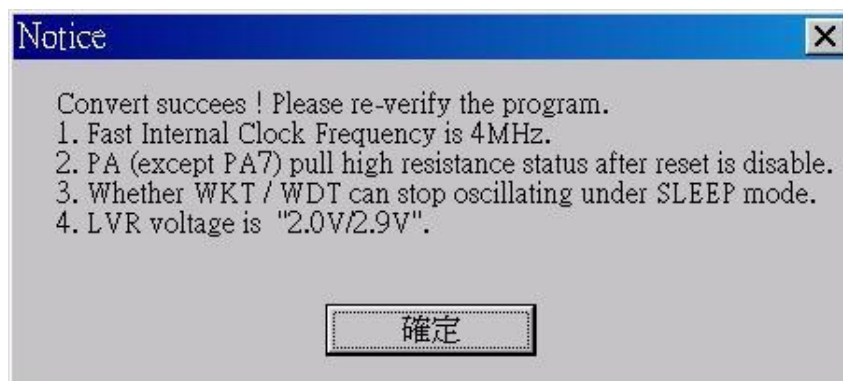 Notice
Convert succees ! Please re-verify the program.
1. Fast Internal Clock Frequency is 4MHz.
2. PA (except PA7) pull high resistance status after reset is disable.
3. Whether WKT / WDT can stop oscillating under SLEEP mode.
4. LVR voltage is "2.0V/2.9V".
確定